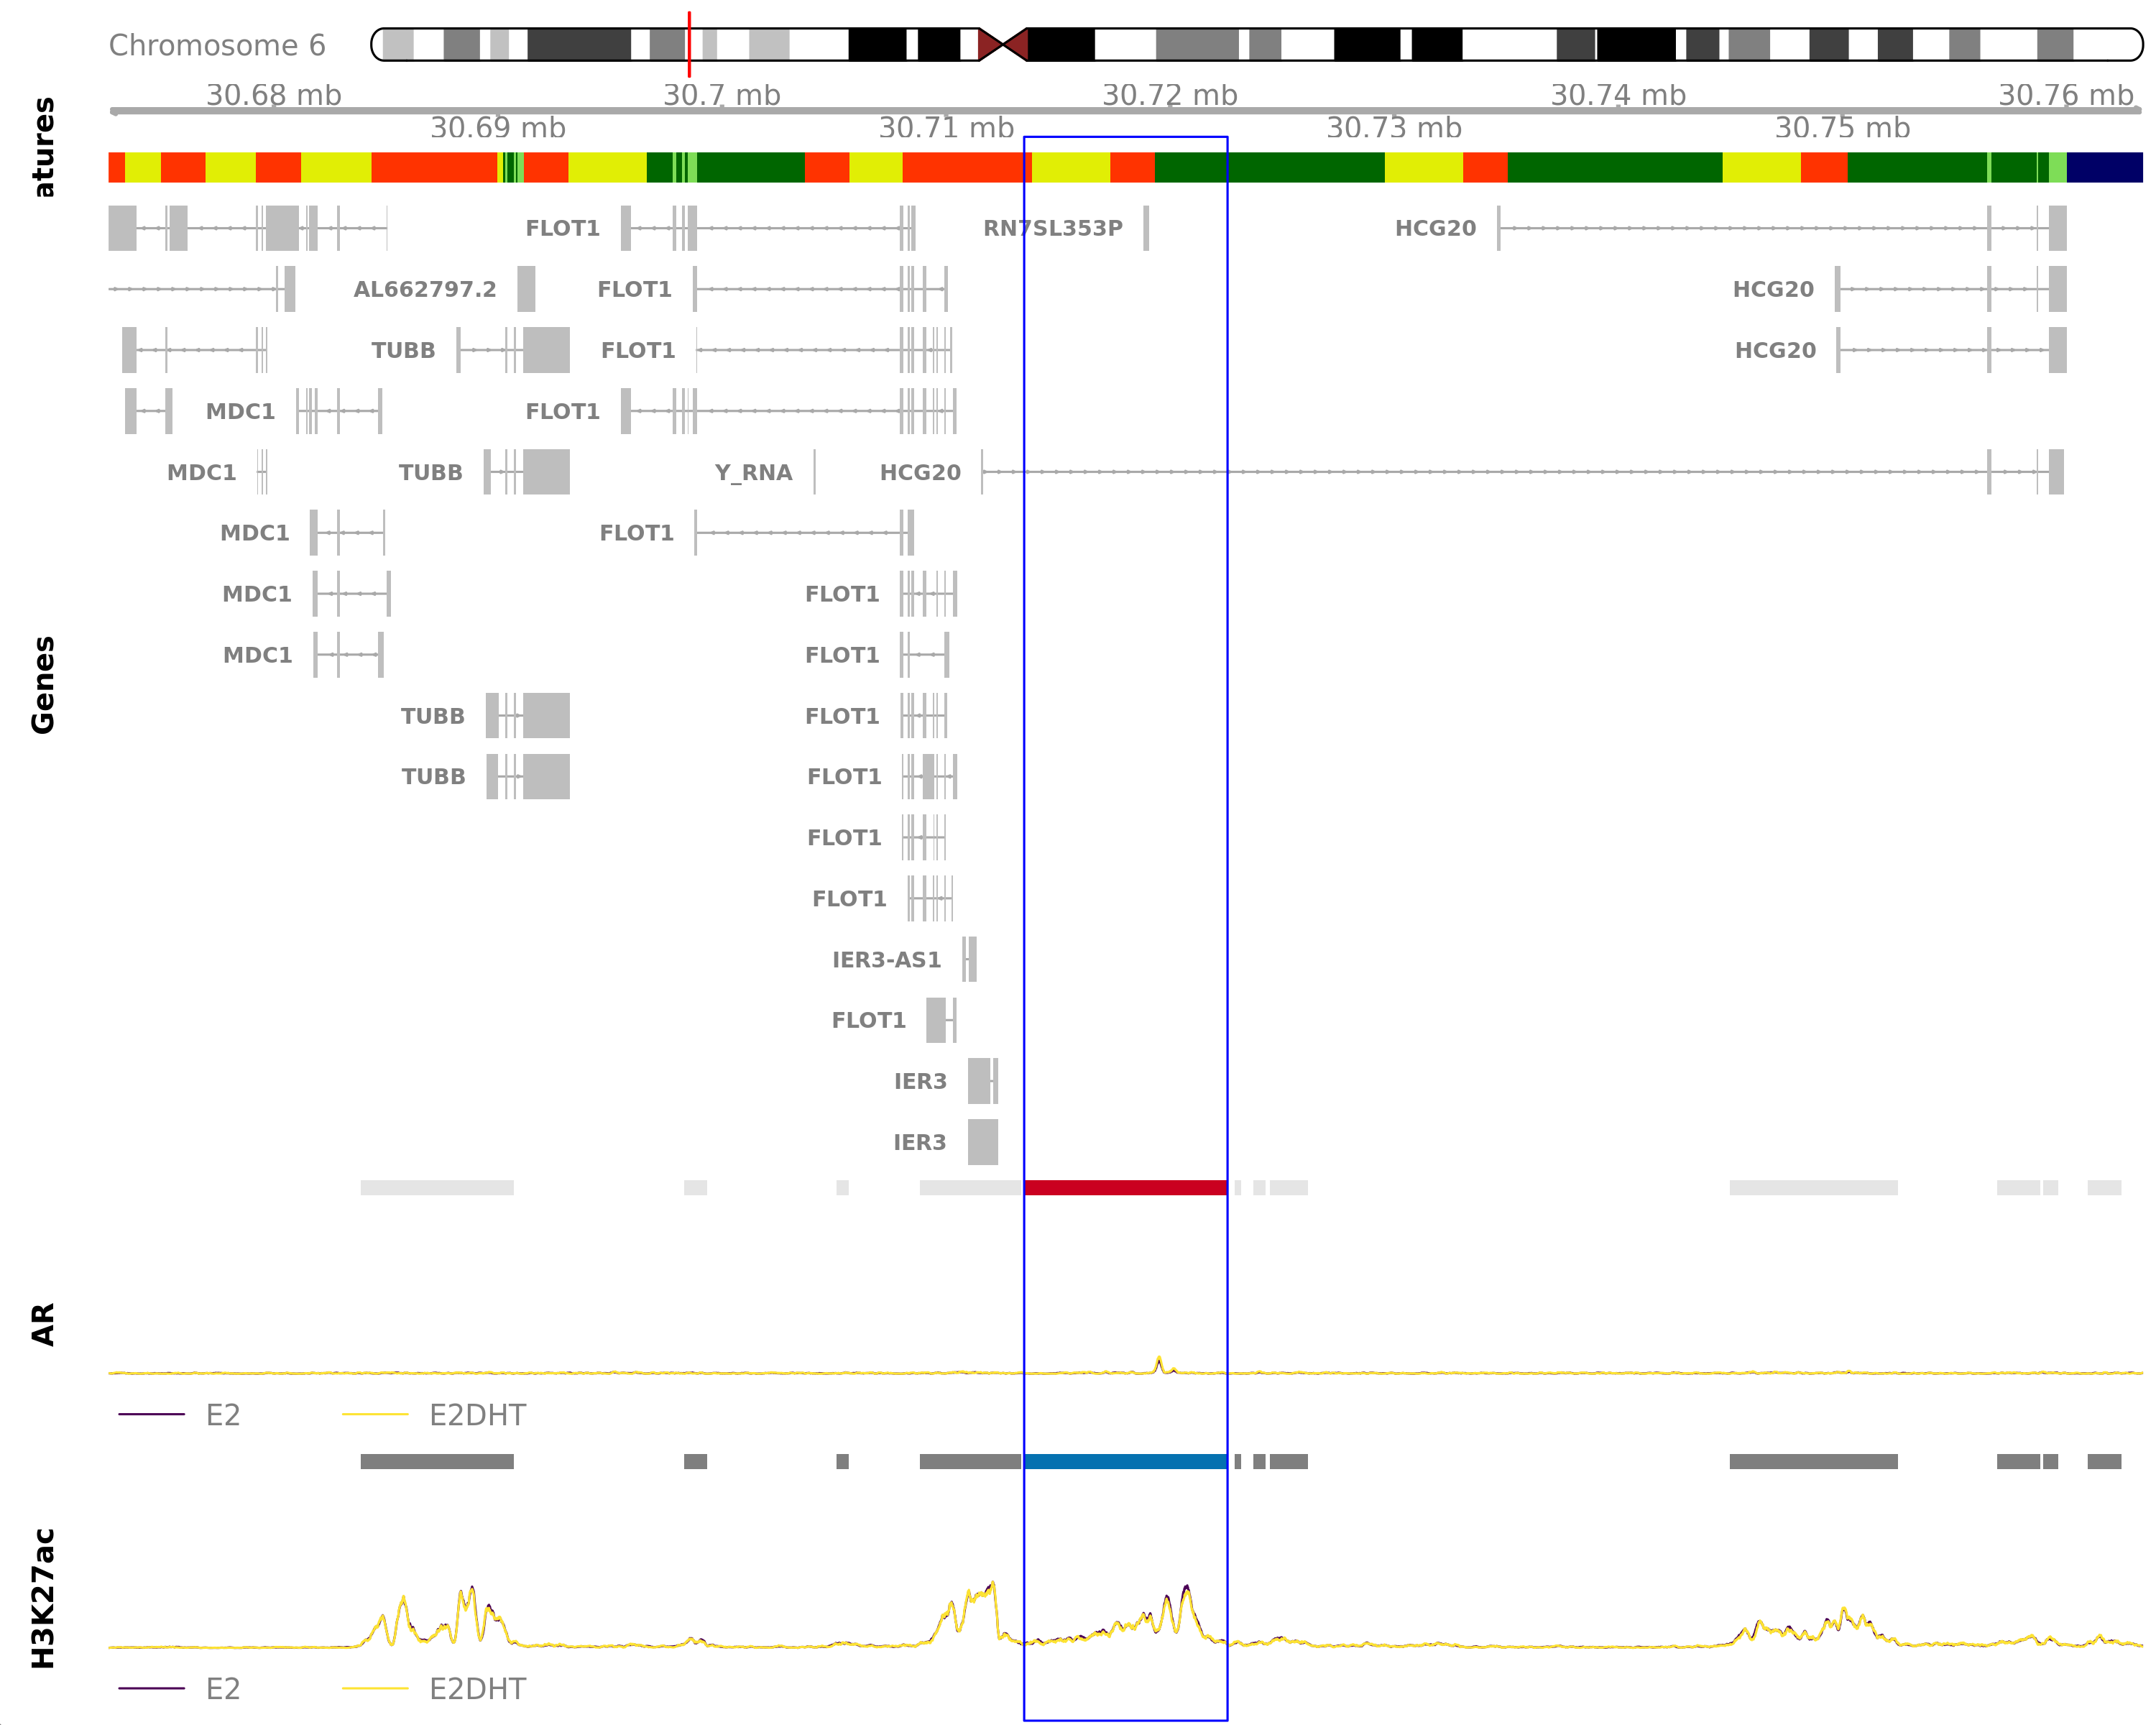 Chromosome 6
30.68 mb 30.7 mb 30.72 mb 30.74 mb 30.76 mb
30.69 mb 30.71 mb 30.73 mb 30.75 mb
atures
FLOT1 RN7SL353P HCG20
AL662797.2 FLOT1 HCG20
TUBB FLOT1 HCG20
MDC1 FLOT1
MDC1 TUBB Y_RNA HCG20
MDC1 FLOT1
MDC1 FLOT1
MDC1 FLOT1
Genes
TUBB FLOT1
TUBB FLOT1
FLOT1
FLOT1
IER3-AS1
FLOT1
IER3
IER3
AR
E2 E2DHT
H3K27ac
E2 E2DHT